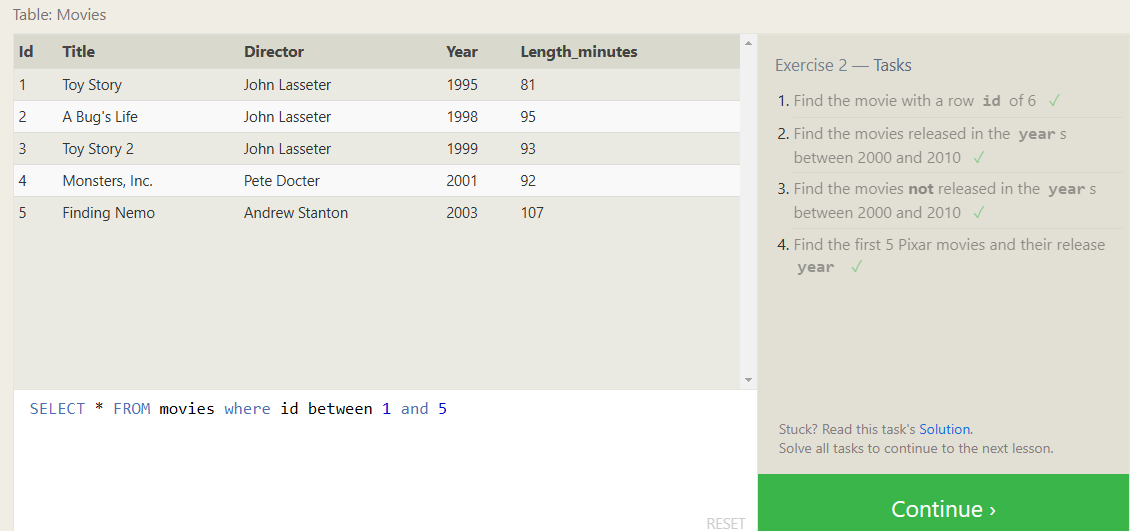 Table: Movies
Id Title Director Year Length_minutes
1 Toy Story John Lasseter 1995 81
2 A Bug's Life John Lasseter 1998 95
3 Toy Story 2 John Lasseter 1999 93
4 Monsters, Inc. Pete Docter 2001 92
5 Finding Nemo Andrew Stanton 2003 107
SELECT * FROM movies where id between 1 and 5
RESET
Exercise 2 — Tasks
1. Find the movie with a row id of 6 ✓
2. Find the movies released in the year s
between 2000 and 2010 ✓
3. Find the movies not released in the year s
between 2000 and 2010 ✓
4. Find the first 5 Pixar movies and their release
year ✓
Stuck? Read this task's Solution.
Solve all tasks to continue to the next lesson.
Continue ›